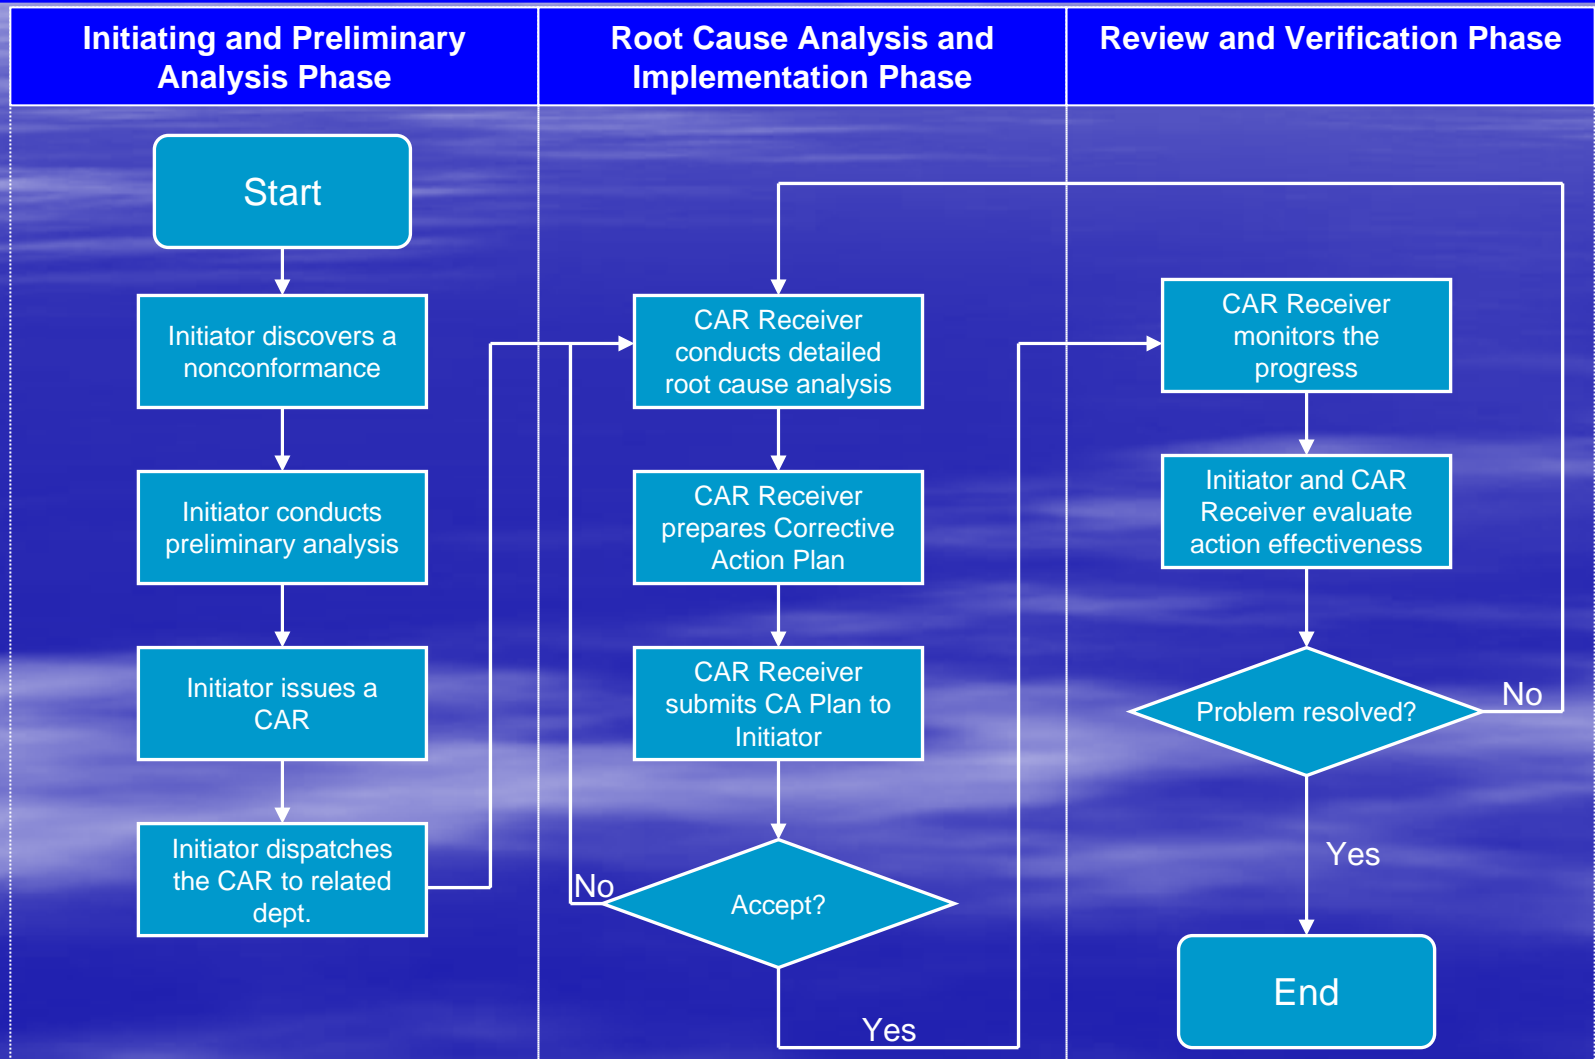 Initiating and Preliminary
Analysis Phase
Root Cause Analysis and
Implementation Phase
Review and Verification Phase
Start
Initiator discovers a
nonconformance
Initiator conducts
preliminary analysis
Initiator issues a
CAR
Initiator dispatches
the CAR to related
dept.
CAR Receiver
conducts detailed
root cause analysis
CAR Receiver
prepares Corrective
Action Plan
CAR Receiver
submits CA Plan to
Initiator
No
Accept?
Yes
CAR Receiver
monitors the
progress
Initiator and CAR
Receiver evaluate
action effectiveness
Problem resolved?
No
Yes
End